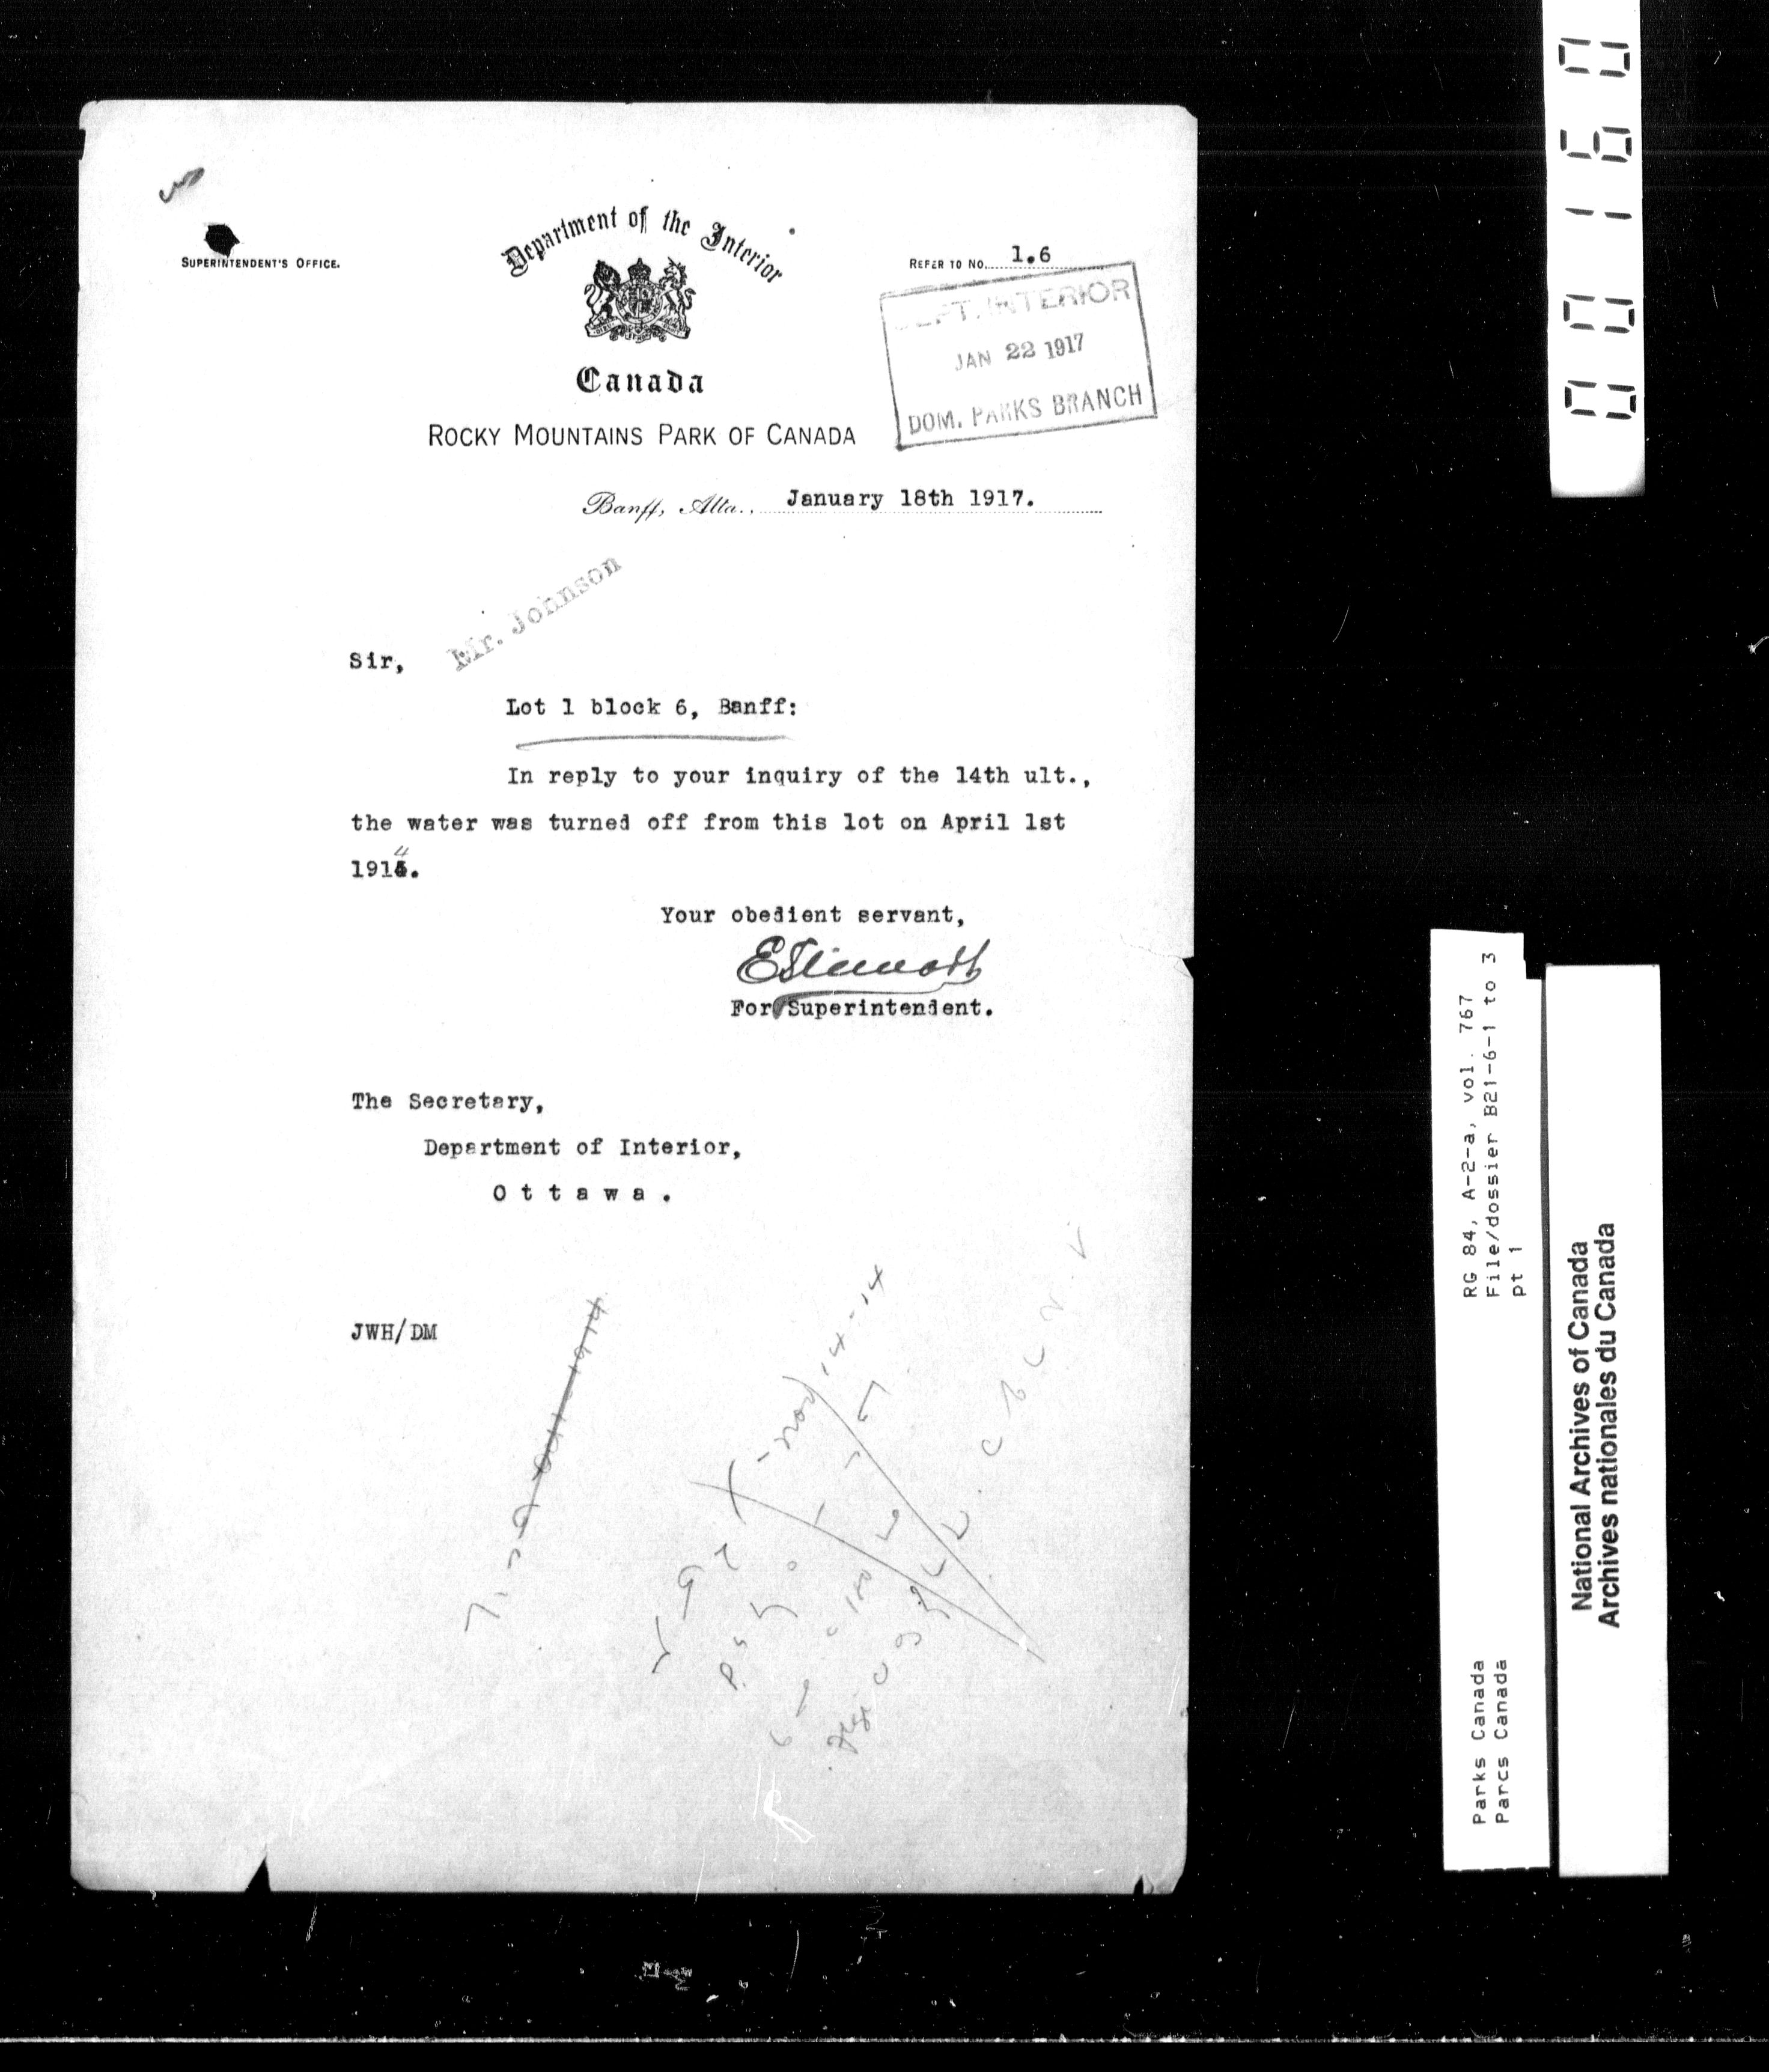 SUPERINTENDENT'S OFFICE.
Department of the Interior
Canada
REFER TO No. 1.6
DEPT. INTERIOR
JAN 22 1917
DOM. PARKS BRANCH
ROCKY MOUNTAINS PARK OF CANADA
Banff, Alta., January 18th 1917.
Mr. Johnson
Sir,
Lot 1 block 6, Banff:
In reply to your inquiry of the 14th ult.,
the water was turned off from this lot on April 1st
4
191.
Your obedient servant,
For Superintendent.
The Secretary,
Department of Interior,
O t t a w a .
JWH/DM
00160
RG 84, A-2-a, vol. 767
File/dossier B21-6-1 to 3
pt 1
Parks Canada
Parcs Canada
National Archives of Canada
Archives nationales du Canada